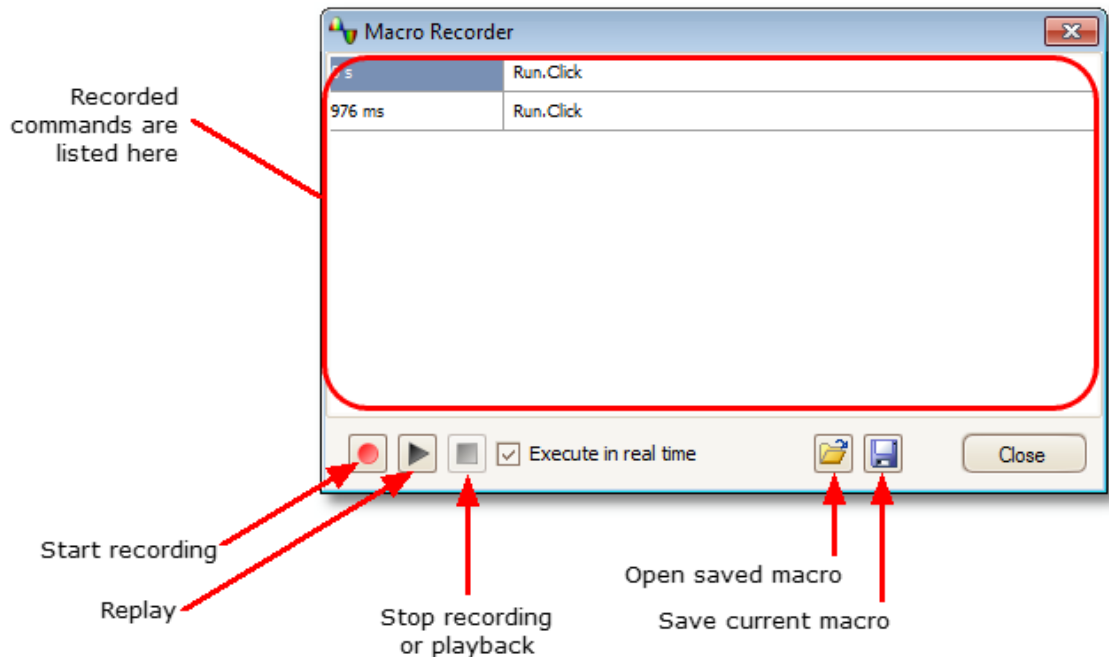 Macro Recorder
s Run.Click
976 ms Run.Click
Recorded
commands are
listed here
Execute in real time
Close
Start recording
Replay
Stop recording
or playback
Open saved macro
Save current macro